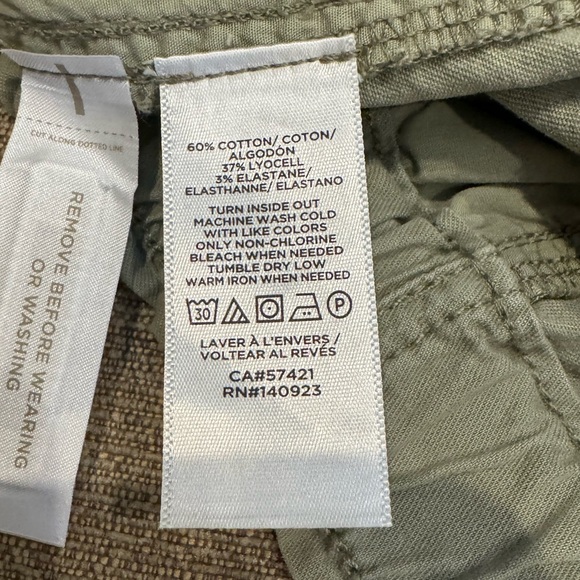 CUT ALONG DOTTED LINE
REMOVE BEFORE WEARING
OR WASHING
60% COTTON/ COTON/
ALGODÓN
37% LYOCELL
3% ELASTANE/
ELASTHANNE/ ELASTANO
TURN INSIDE OUT
MACHINE WASH COLD
WITH LIKE COLORS
ONLY NON-CHLORINE
BLEACH WHEN NEEDED
TUMBLE DRY LOW
WARM IRON WHEN NEEDED
30 P
LAVER À L'ENVERS/
VOLTEAR AL REVÉS
CA#57421
RN#140923